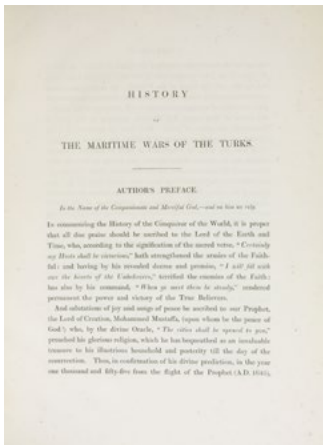 HISTORY
OF
THE MARITIME WARS OF THE TURKS.
AUTHOR'S PREFACE.
In the Name of the Compassionate and Merciful God,—and on him we rely.
In commencing the History of the Conqueror of the World, it is proper
that all due praise should be ascribed to the Lord of the Earth and
Time, who, according to the signification of the sacred verse, "Certainly
my Hosts shall be victorious," hath strengthened the armies of the Faith-
ful: and having by his revealed decree and promise, "I will fill with
awe the hearts of the Unbelievers," terrified the enemies of the Faith;
has also by his command, "When ye meet them be steady," rendered
permanent the power and victory of the True Believers.
And salutations of joy and songs of peace be ascribed to our Prophet,
the Lord of Creation, Mohammed Mustaffa, (upon whom be the peace of
God!) who, by the divine Oracle, "The cities shall be opened to you,"
preached his glorious religion, which he has bequeathed as an invaluable
treasure to his illustrious household and posterity till the day of the
resurrection. Thus, in confirmation of his divine prediction, in the year
one thousand and fifty-five from the flight of the Prophet (A.D. 1645),